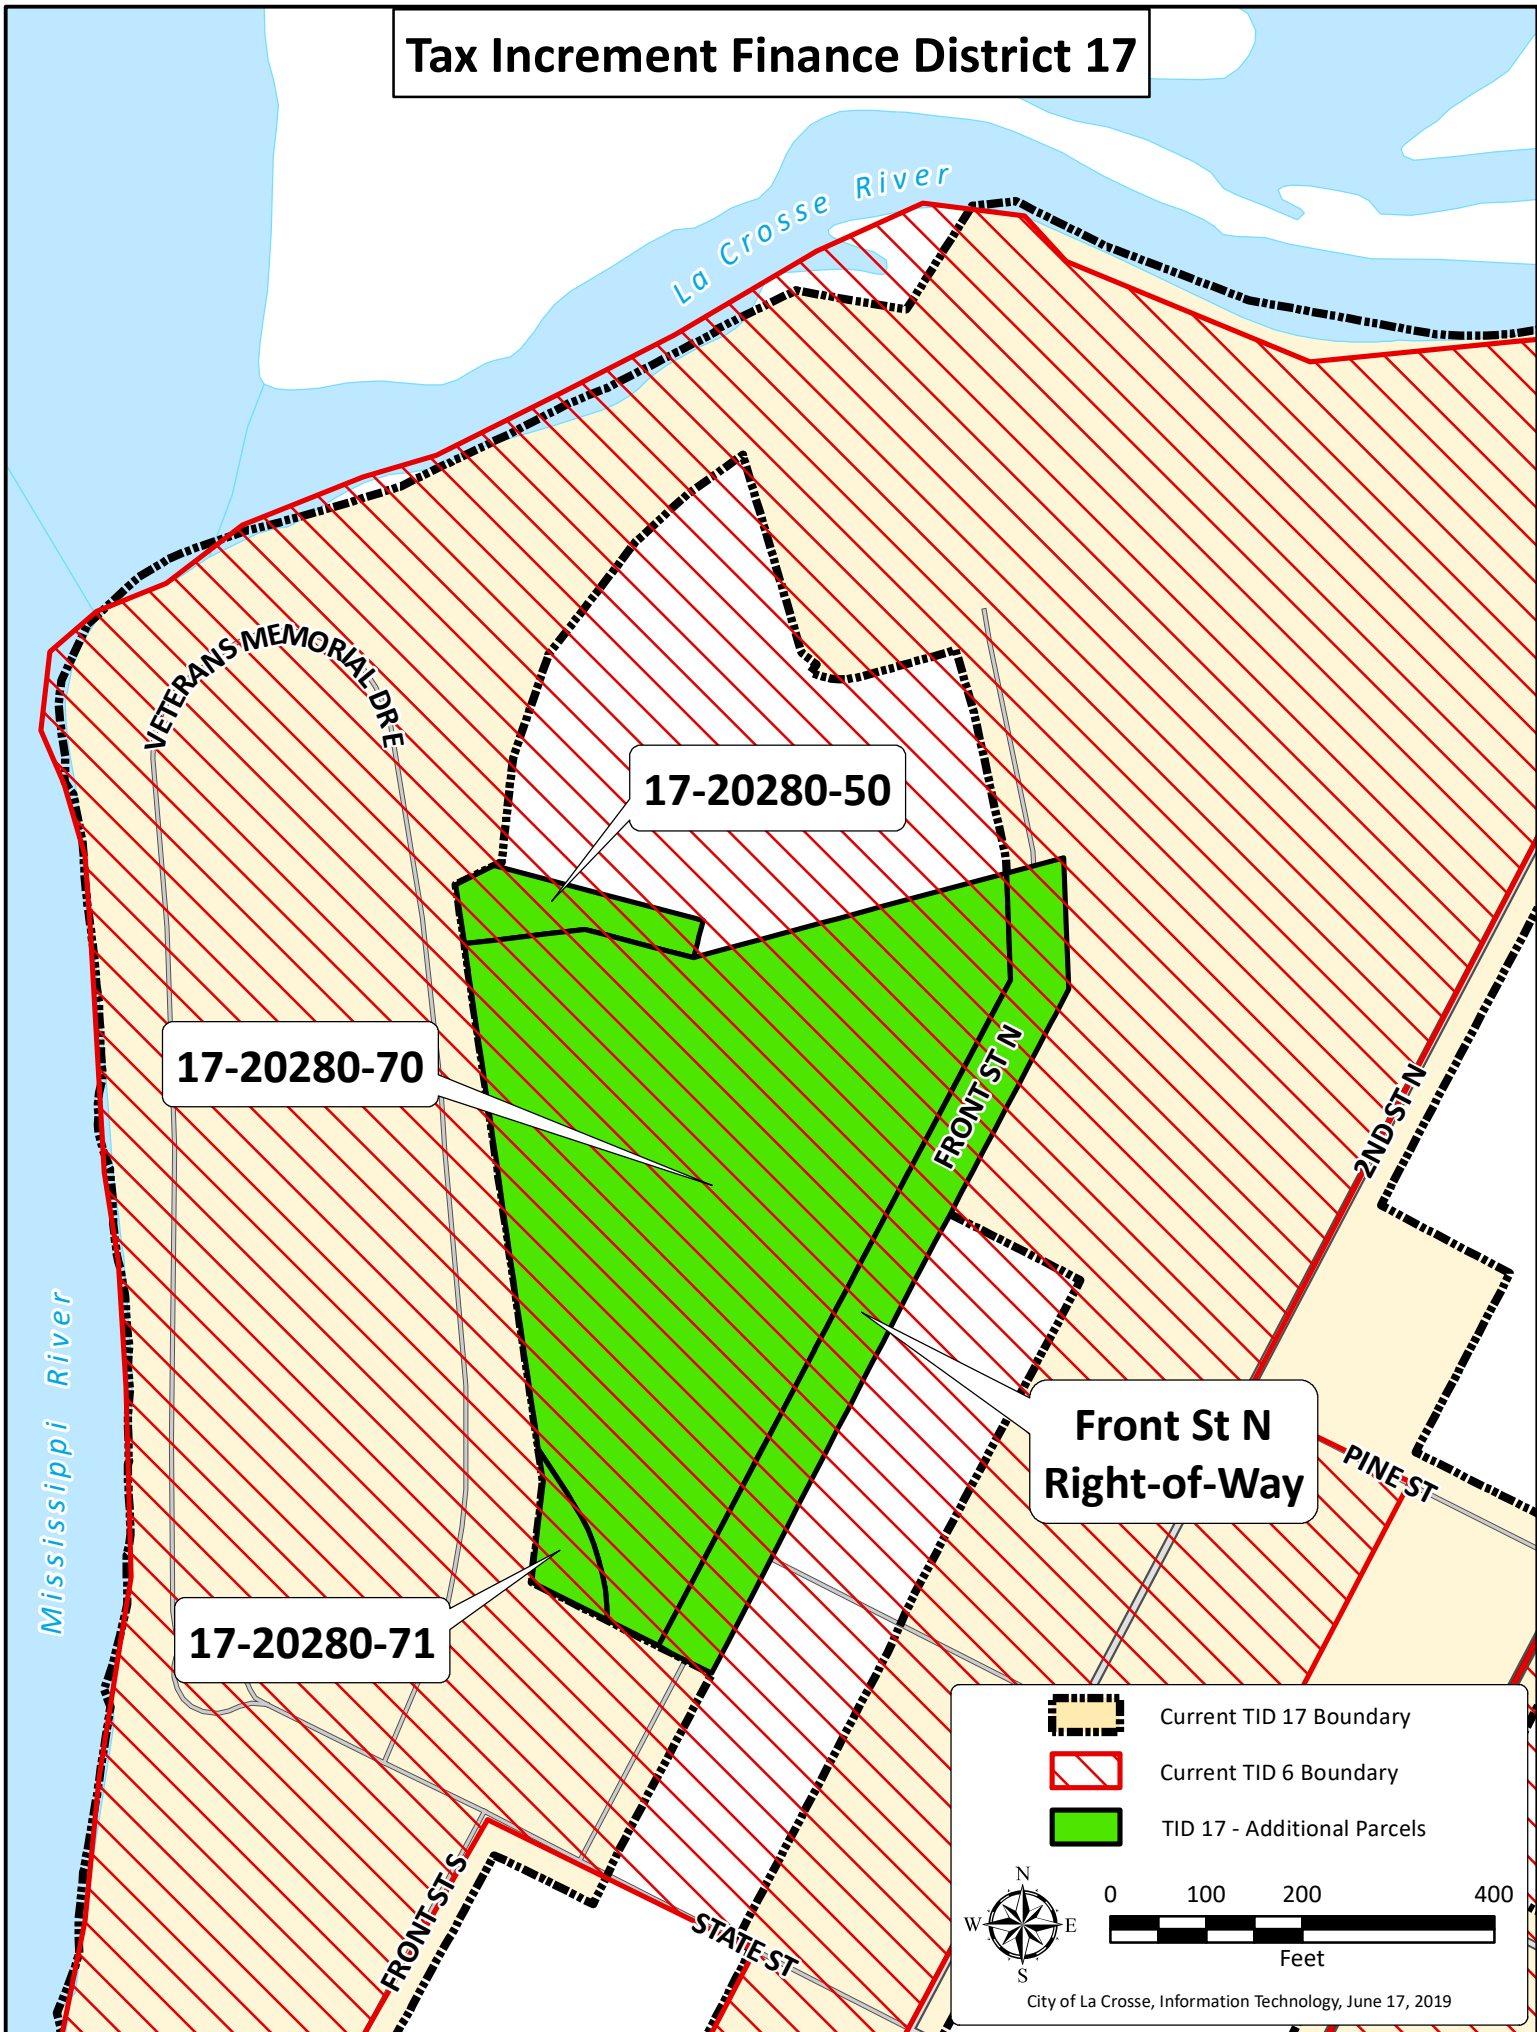 Tax Increment Finance District 17
La Crosse River
VETERANS MEMORIAL DR E
17-20280-50
17-20280-70
FRONT ST N
2ND ST N
Mississippi River
Front St N
Right-of-Way
PINE ST
17-20280-71
FRONT ST S
STATE ST
Current TID 17 Boundary
Current TID 6 Boundary
TID 17 - Additional Parcels
N
W E
S
0 100 200 400
Feet
City of La Crosse, Information Technology, June 17, 2019